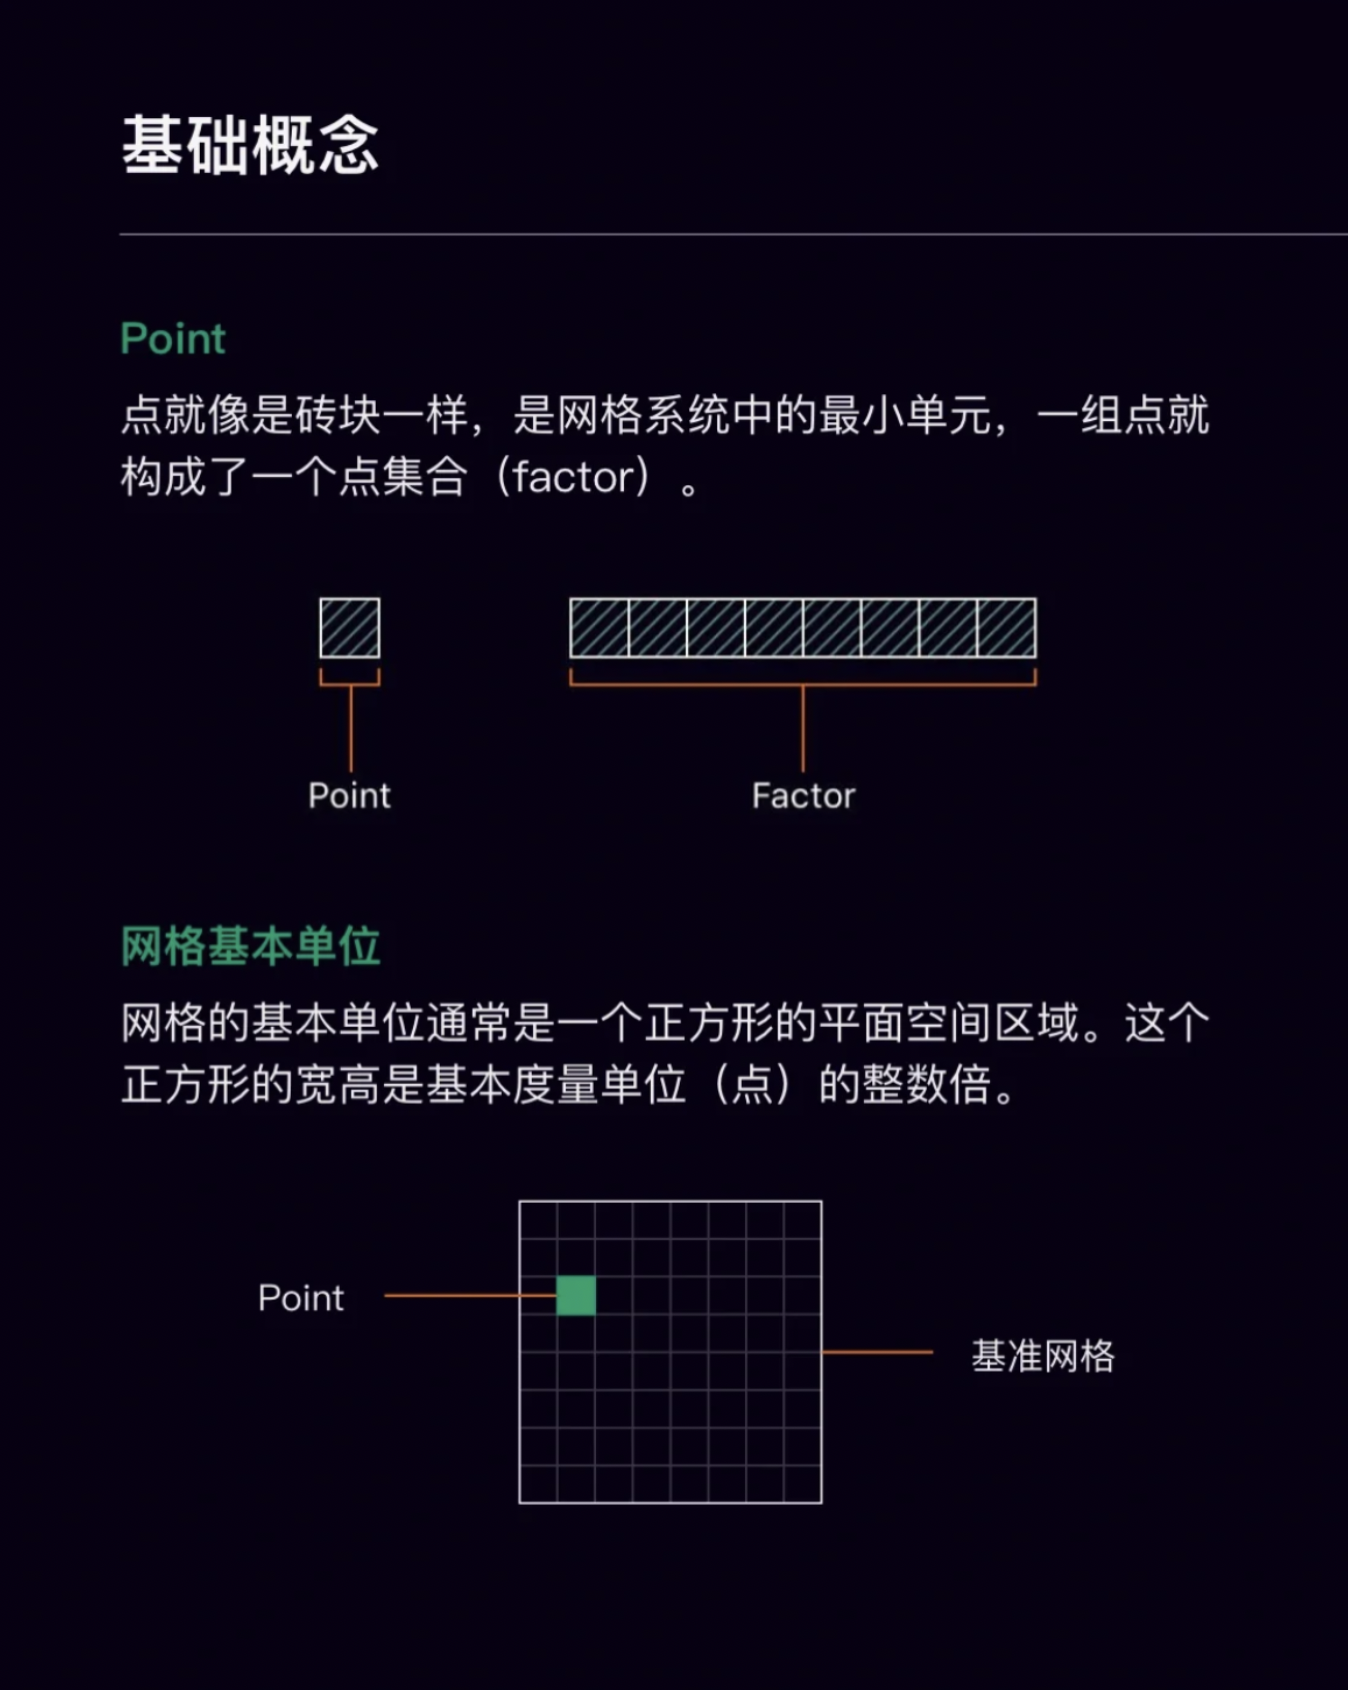 基础概念
Point
点就像是砖块一样，是网格系统中的最小单元，一组点就
构成了一个点集合（factor）。
Point
Factor
网格基本单位
网格的基本单位通常是一个正方形的平面空间区域。这个
正方形的宽高是基本度量单位（点）的整数倍。
Point
基准网格